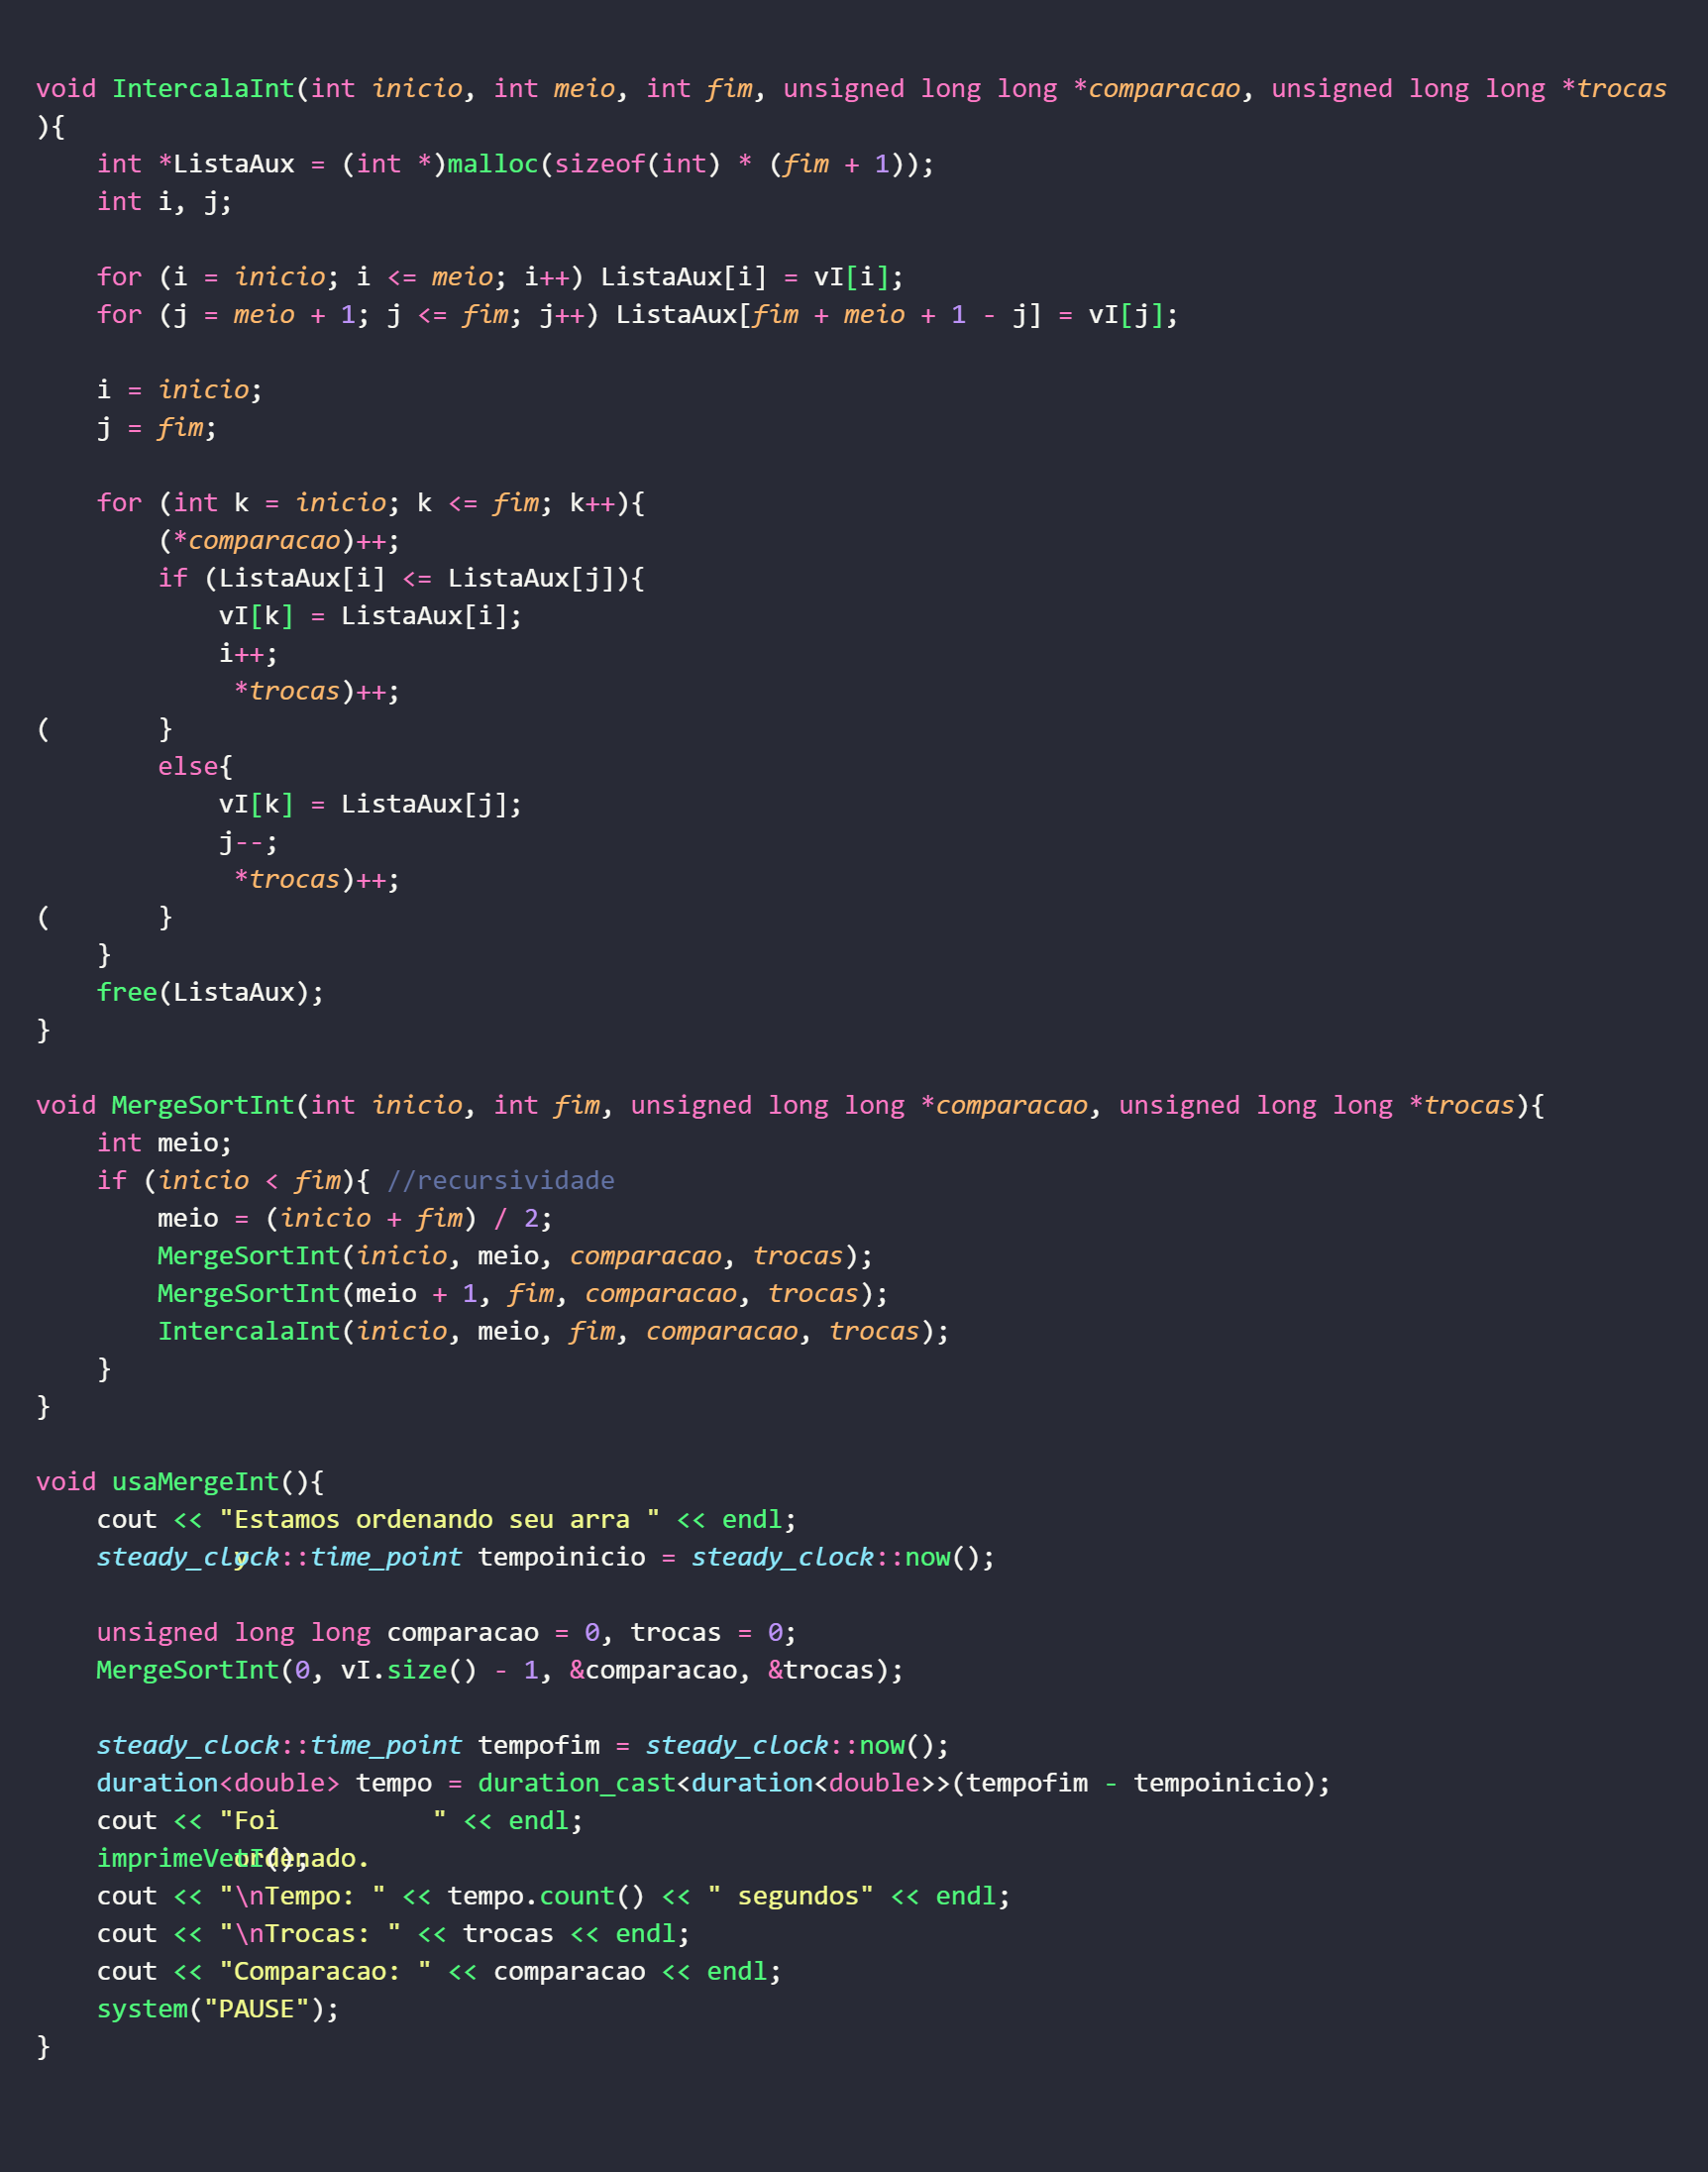 void IntercalaInt(int inicio, int meio, int fim, unsigned long long *comparacao, unsigned long long *trocas
){
    int *ListaAux = (int *)malloc(sizeof(int) * (fim + 1));
    int i, j;

    for (i = inicio; i <= meio; i++) ListaAux[i] = vI[i];
    for (j = meio + 1; j <= fim; j++) ListaAux[fim + meio + 1 - j] = vI[j];

    i = inicio;
    j = fim;

    for (int k = inicio; k <= fim; k++){
        (*comparacao)++;
        if (ListaAux[i] <= ListaAux[j]){
            vI[k] = ListaAux[i];
            i++;
             *trocas)++;
(       }
        else{
            vI[k] = ListaAux[j];
            j--;
             *trocas)++;
(       }
    }
    free(ListaAux);
}

void MergeSortInt(int inicio, int fim, unsigned long long *comparacao, unsigned long long *trocas){
    int meio;
    if (inicio < fim){ //recursividade
        meio = (inicio + fim) / 2;
        MergeSortInt(inicio, meio, comparacao, trocas);
        MergeSortInt(meio + 1, fim, comparacao, trocas);
        IntercalaInt(inicio, meio, fim, comparacao, trocas);
    }
}

void usaMergeInt(){
    cout << "Estamos ordenando seu arra " << endl;
    steady_clock::time_point tempoinicio = steady_clock::now();
y

    unsigned long long comparacao = 0, trocas = 0;
    MergeSortInt(0, vI.size() - 1, &comparacao, &trocas);

    steady_clock::time_point tempofim = steady_clock::now();
    duration<double> tempo = duration_cast<duration<double>>(tempofim - tempoinicio);
    cout << "Foi          " << endl;
    imprimeVetI();
ordenado.
    cout << "\nTempo: " << tempo.count() << " segundos" << endl;
    cout << "\nTrocas: " << trocas << endl;
    cout << "Comparacao: " << comparacao << endl;
    system("PAUSE");
}